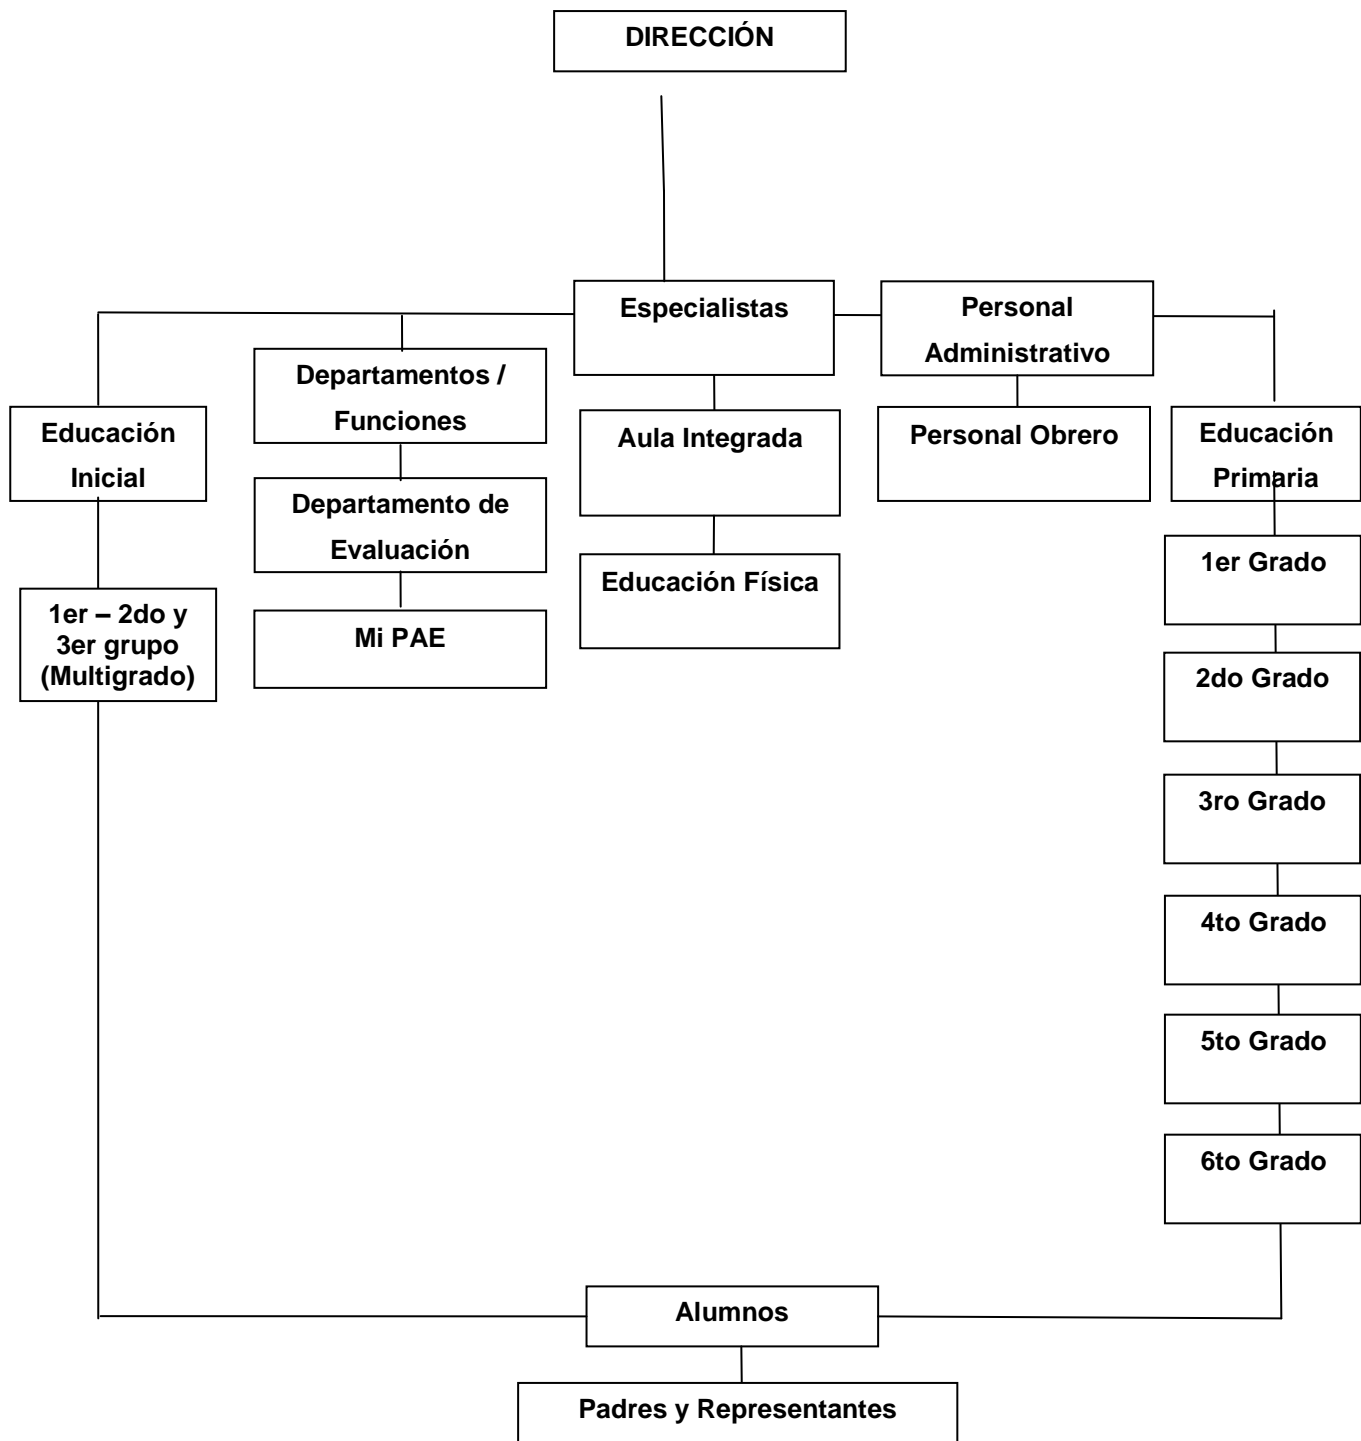 DIRECCIÓN
Especialistas
Personal
Administrativo
Departamentos /
Funciones
Educación
Inicial
Aula Integrada
Personal Obrero
Educación
Primaria
Departamento de
Evaluación
1er Grado
Educación Física
1er – 2do y
3er grupo
(Multigrado)
Mi PAE
2do Grado
3ro Grado
4to Grado
5to Grado
6to Grado
Alumnos
Padres y Representantes